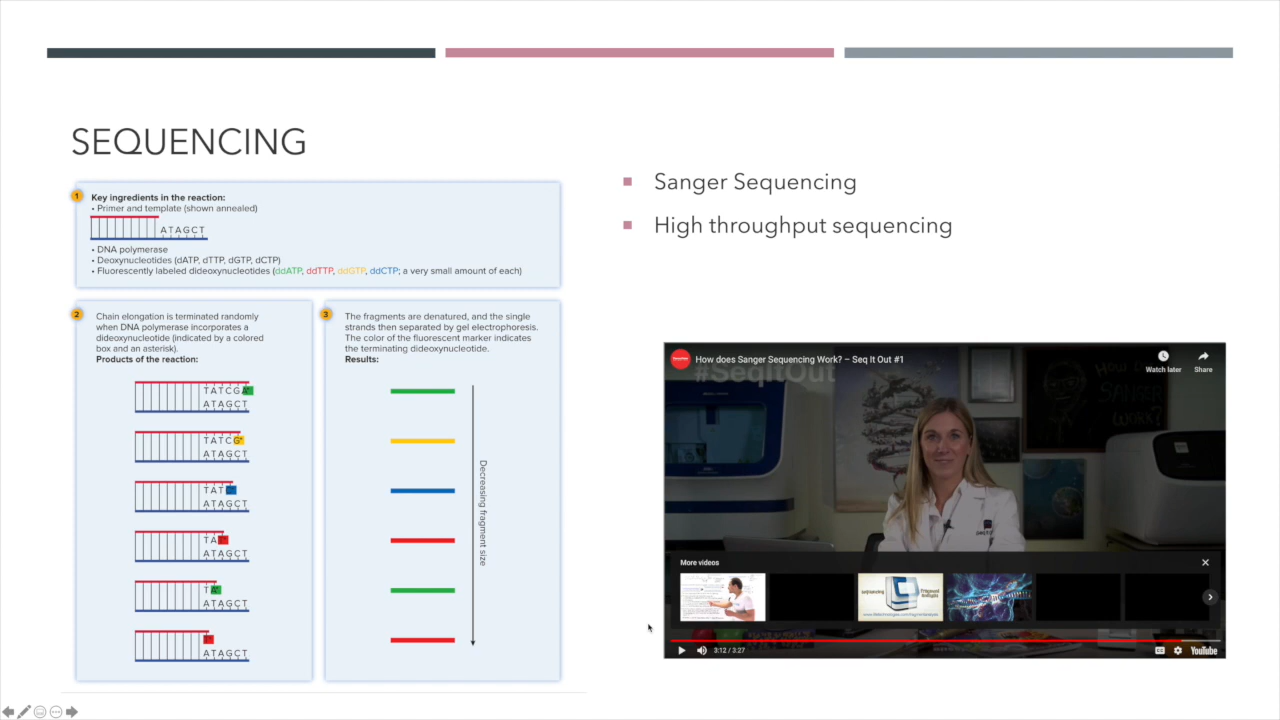 SEQUENCING
1
Key ingredients in the reaction:
• Primer and template (shown annealed)
ATAGCT
• DNA polymerase
• Deoxynucleotides (dATP, dTTP, dGTP, dCTP)
• Fluorescently labeled dideoxynucleotides (ddATP, ddTTP, ddGTP, ddCTP; a very small amount of each)
2
Chain elongation is terminated randomly
when DNA polymerase incorporates a
dideoxynucleotide (indicated by a colored
box and an asterisk).
Products of the reaction:
TATCGA*
ATAGCT
TATCG*
ATAGCT
TATC*
ATAGCT
TAT*
ATAGCT
TA*
ATAGCT
T*
ATAGCT
3
The fragments are denatured, and the single
strands then separated by gel electrophoresis.
The color of the fluorescent marker indicates
the terminating dideoxynucleotide.
Results:
Decreasing fragment size
Sanger Sequencing
High throughput sequencing
How does Sanger Sequencing Work? – Seq It Out #1
#SeqItOut
Watch later
Share
More videos
3:12 / 3:27
YouTube